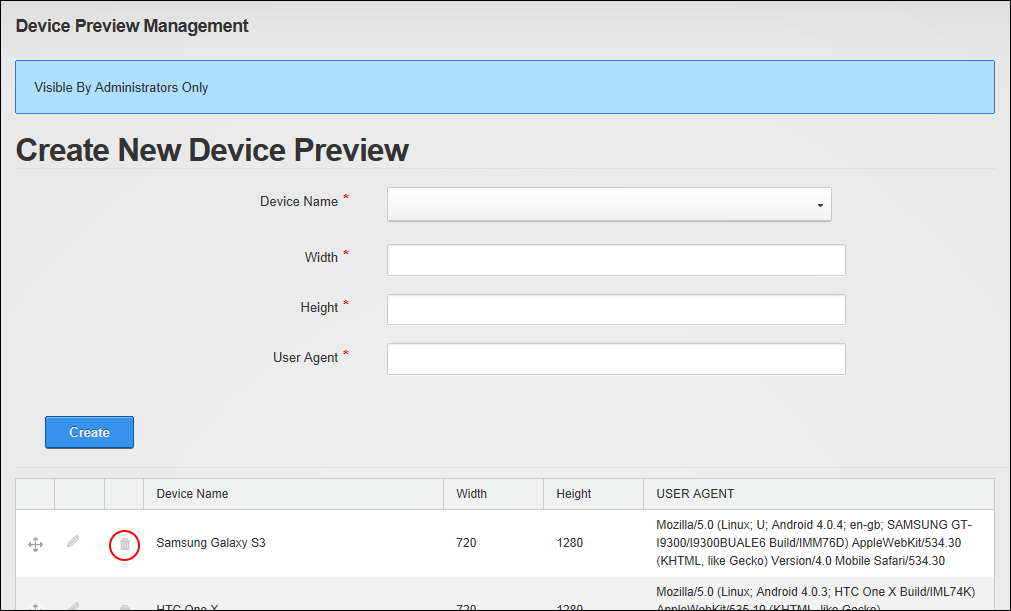 Device Preview Management
Visible By Administrators Only
Create New Device Preview
Device Name *
Width *
Height *
User Agent *
Create
Device Name Width Height USER AGENT
Mozilla/5.0 (Linux; U; Android 4.0.4; en-gb; SAMSUNG GT-
I9300/I9300BUALE6 Build/IMM76D) AppleWebKit/534.30
(KHTML, like Gecko) Version/4.0 Mobile Safari/534.30
Samsung Galaxy S3 720 1280
Mozilla/5.0 (Linux; Android 4.0.3; HTC One X Build/IML74K)
HTC One X 720 1280 AppleWebKit/535.19 (KHTML, like Gecko)